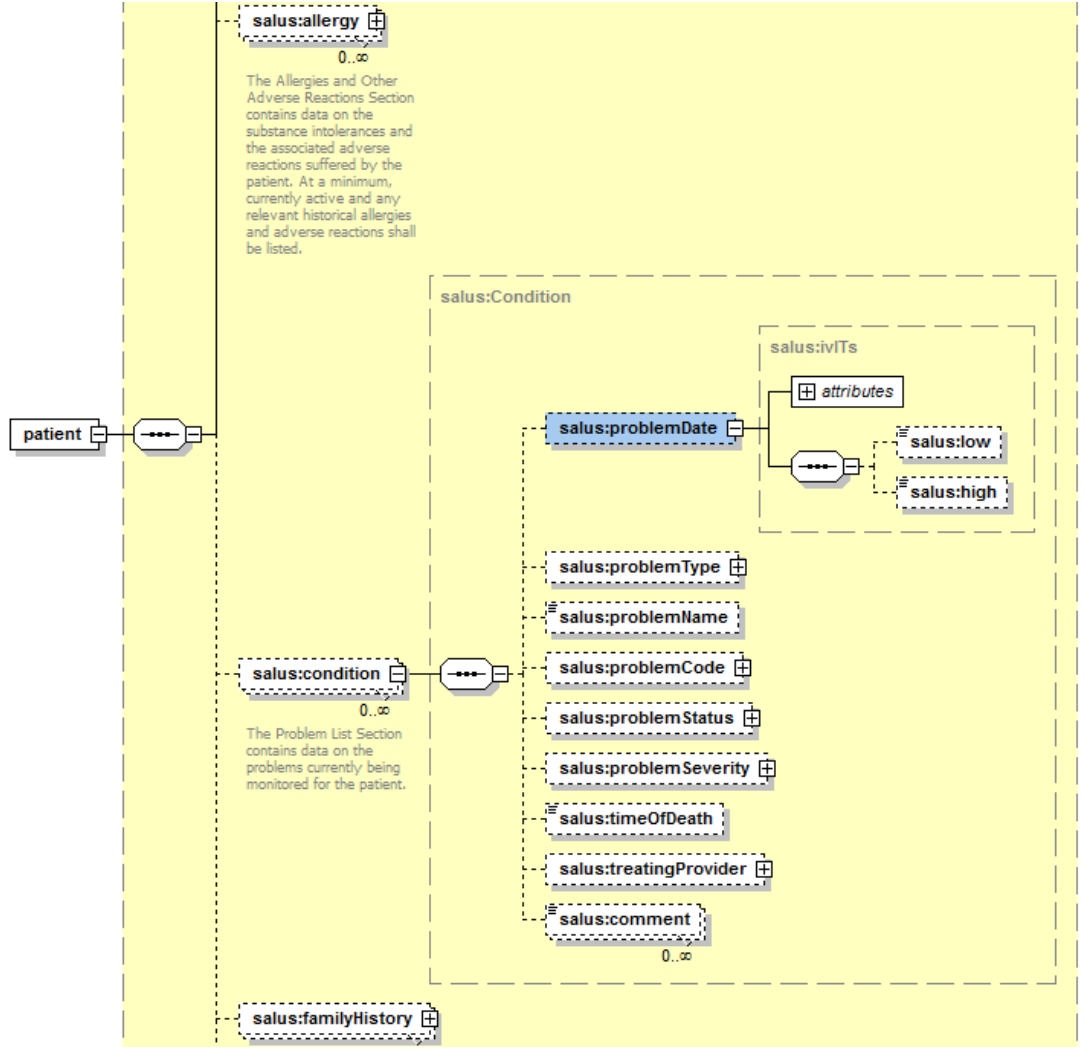 salus:allergy
0..∞
The Allergies and Other
Adverse Reactions Section
contains data on the
substance intolerances and
the associated adverse
reactions suffered by the
patient. At a minimum,
currently active and any
relevant historical allergies
and adverse reactions shall
be listed.
salus:Condition
salus:ivlTs
attributes
patient
salus:problemDate
salus:low
salus:high
salus:problemType
salus:problemName
salus:condition
0..∞
The Problem List Section
contains data on the
problems currently being
monitored for the patient.
salus:problemCode
salus:problemStatus
salus:problemSeverity
salus:timeOfDeath
salus:treatingProvider
salus:comment
0..∞
salus:familyHistory